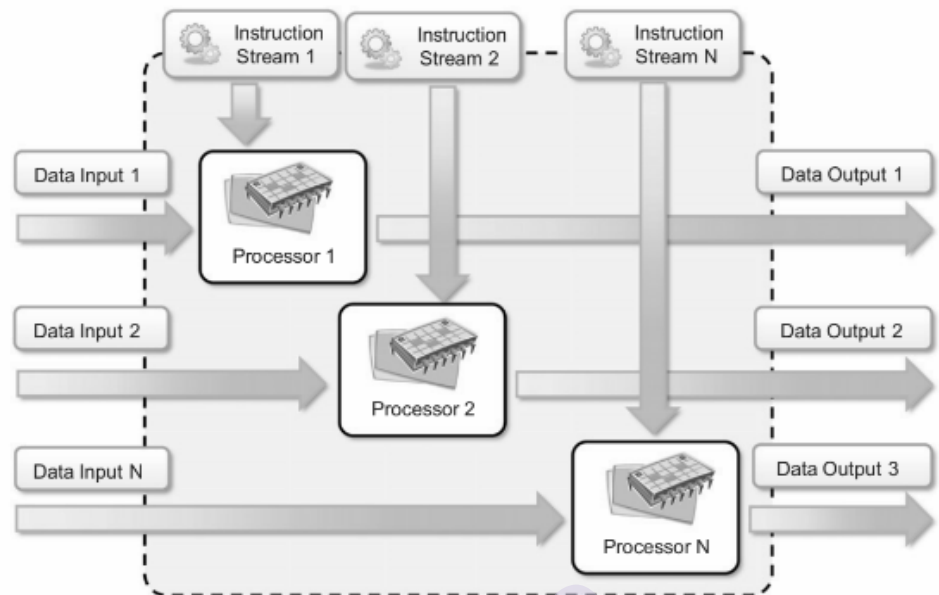 Instruction
Stream 1
Instruction
Stream 2
Instruction
Stream N
Data Input 1
Data Output 1
Processor 1
Data Input 2
Data Output 2
Processor 2
Data Input N
Data Output 3
Processor N